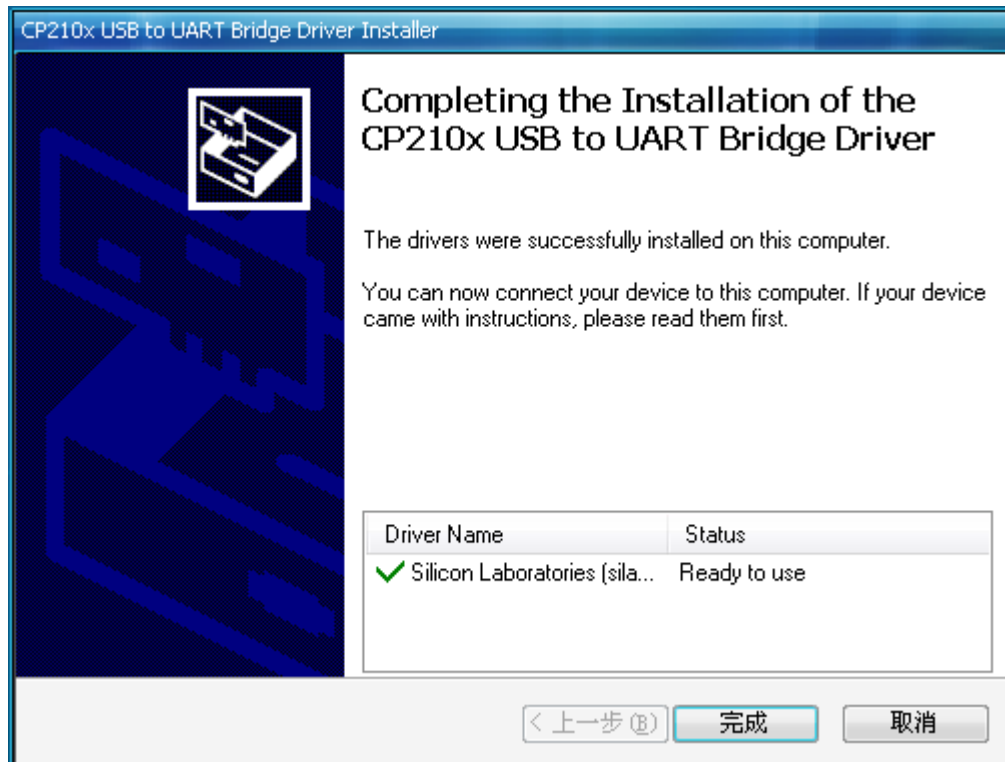 CP210x USB to UART Bridge Driver Installer
Completing the Installation of the
CP210x USB to UART Bridge Driver
The drivers were successfully installed on this computer.
You can now connect your device to this computer. If your device
came with instructions, please read them first.
Driver Name Status
Silicon Laboratories (sila... Ready to use
< 上一步(B) 完成 取消